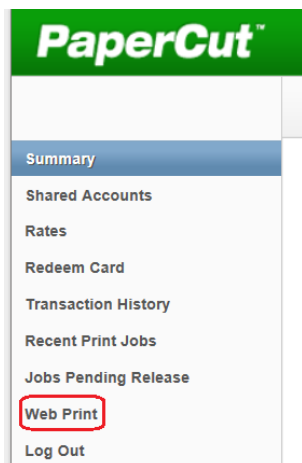 PaperCut™
Summary
Shared Accounts
Rates
Redeem Card
Transaction History
Recent Print Jobs
Jobs Pending Release
Web Print
Log Out